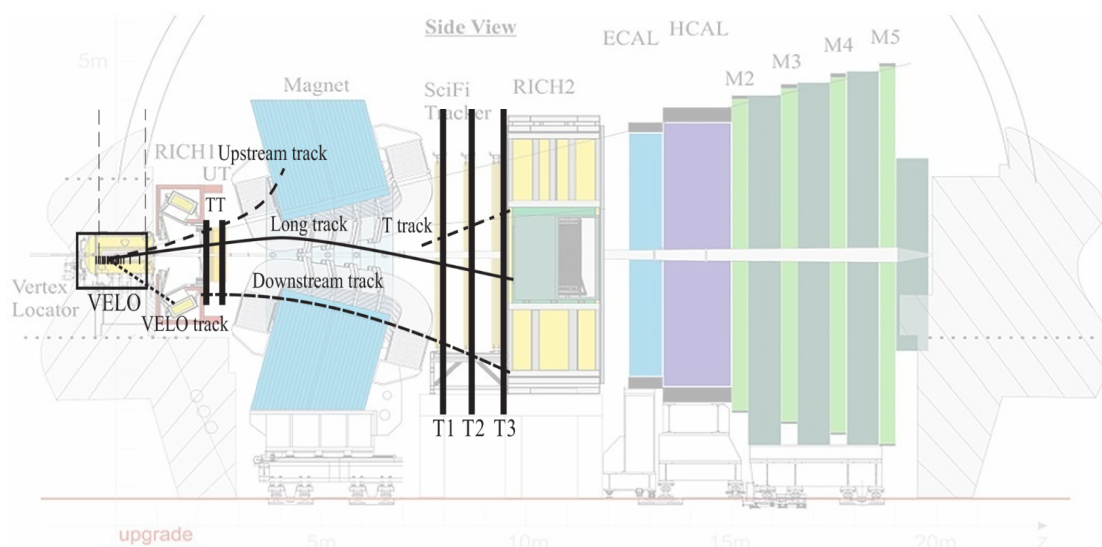 Side View
ECAL
HCAL
M2
M3
M4
M5
5m
Magnet
SciFi
Tracker
RICH2
RICH1
UT
Upstream track
TT
Long track
T track
Vertex
Locator
VELO
VELO track
Downstream track
T1 T2 T3
upgrade
5m
10m
15m
20m
z